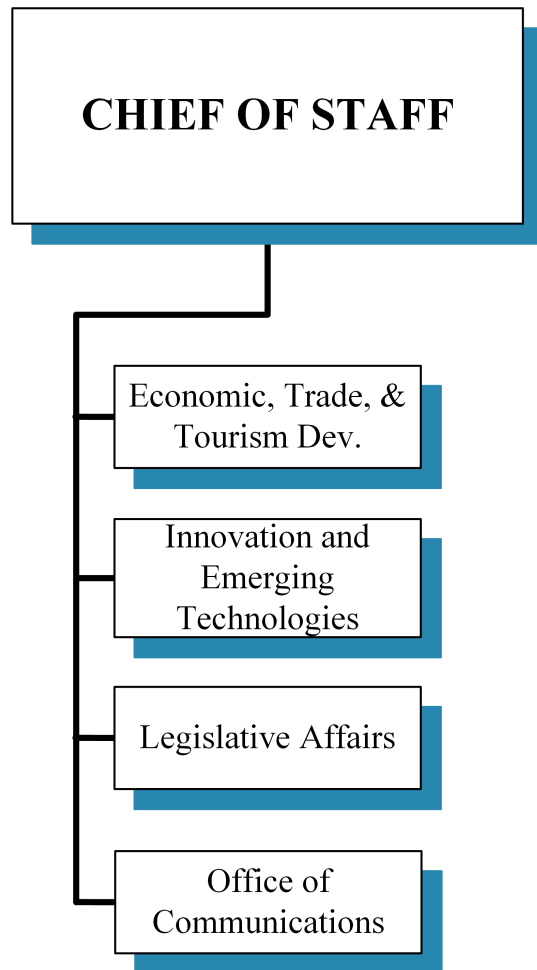 CHIEF OF STAFF
Economic, Trade, &
Tourism Dev.
Innovation and
Emerging
Technologies
Legislative Affairs
Office of
Communications